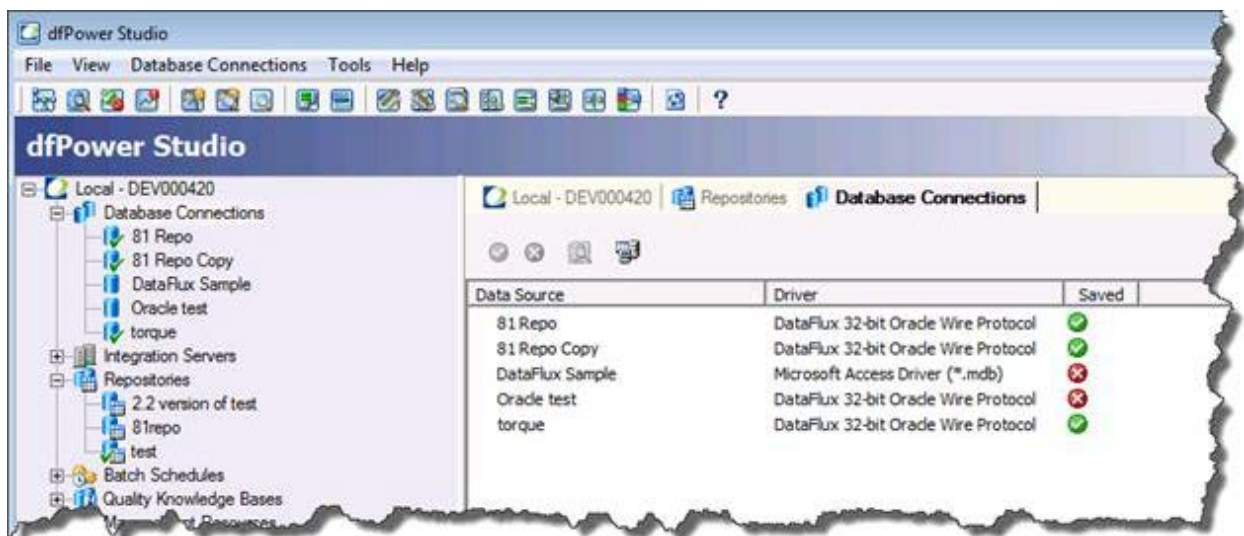 dfPower Studio
File View Database Connections Tools Help
?
dfPower Studio
Local - DEV000420
Database Connections
81 Repo
81 Repo Copy
DataFlux Sample
Oracle test
torque
Integration Servers
Repositories
2.2 version of test
81repo
test
Batch Schedules
Quality Knowledge Bases
Local - DEV000420 Repositories Database Connections
Data Source Driver Saved
81 Repo DataFlux 32-bit Oracle Wire Protocol
81 Repo Copy DataFlux 32-bit Oracle Wire Protocol
DataFlux Sample Microsoft Access Driver (*.mdb)
Oracle test DataFlux 32-bit Oracle Wire Protocol
torque DataFlux 32-bit Oracle Wire Protocol